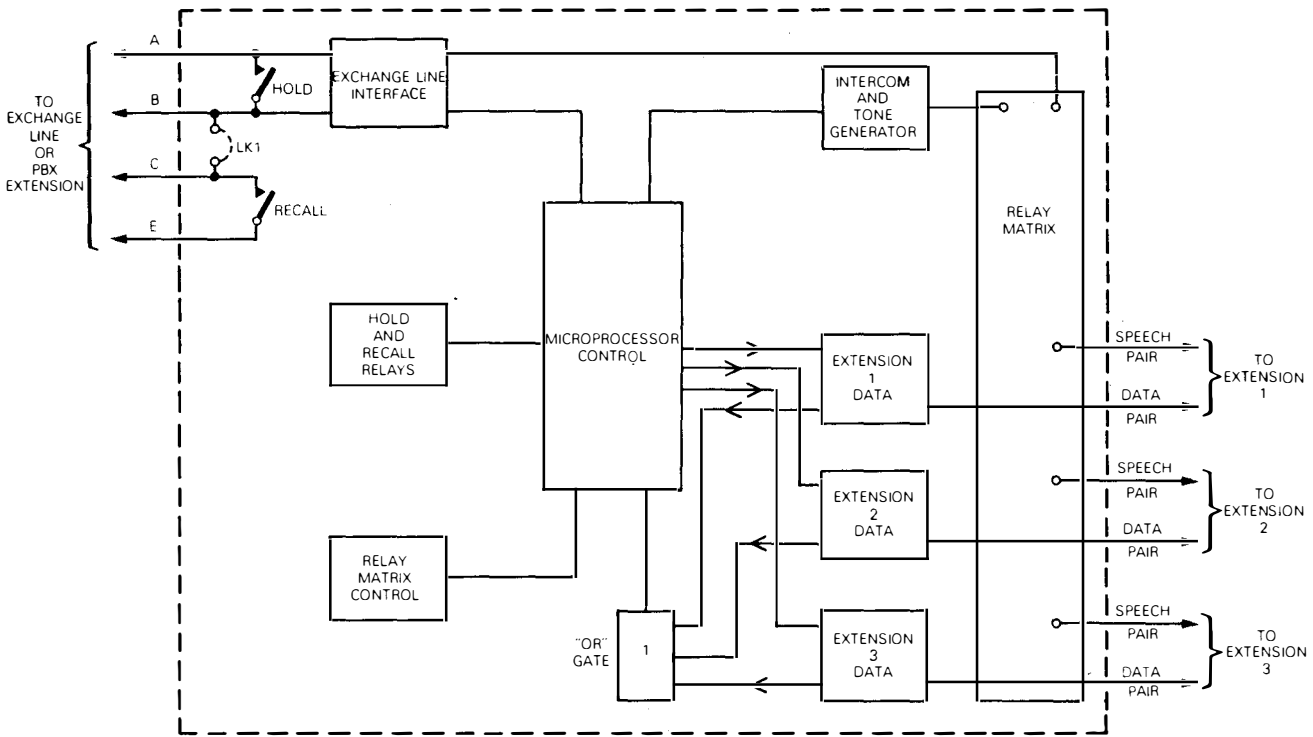 A
B
C
E
TO
EXCHANGE
LINE
OR
PBX
EXTENSION
HOLD
LK1
RECALL
EXCHANGE LINE
INTERFACE
INTERCOM
AND
TONE
GENERATOR
RELAY
MATRIX
HOLD
AND
RECALL
RELAYS
MICROPROCESSOR
CONTROL
RELAY
MATRIX
CONTROL
"OR"
GATE
1
EXTENSION
1
DATA
EXTENSION
2
DATA
EXTENSION
3
DATA
SPEECH
PAIR
DATA
PAIR
TO
EXTENSION
1
SPEECH
PAIR
DATA
PAIR
TO
EXTENSION
2
SPEECH
PAIR
DATA
PAIR
TO
EXTENSION
3